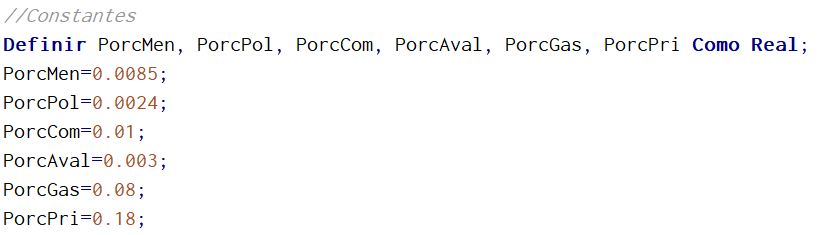 //Constantes
Definir PorcMen, PorcPol, PorcCom, PorcAval, PorcGas, PorcPri Como Real;
PorcMen=0.0085;
PorcPol=0.0024;
PorcCom=0.01;
PorcAval=0.003;
PorcGas=0.08;
PorcPri=0.18;